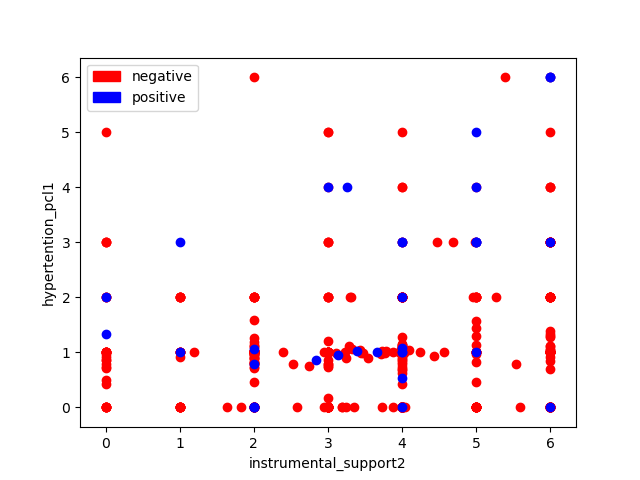 negative
positive
6
5
4
3
2
1
0
hypertention_pcl1
0 1 2 3 4 5 6
instrumental_support2